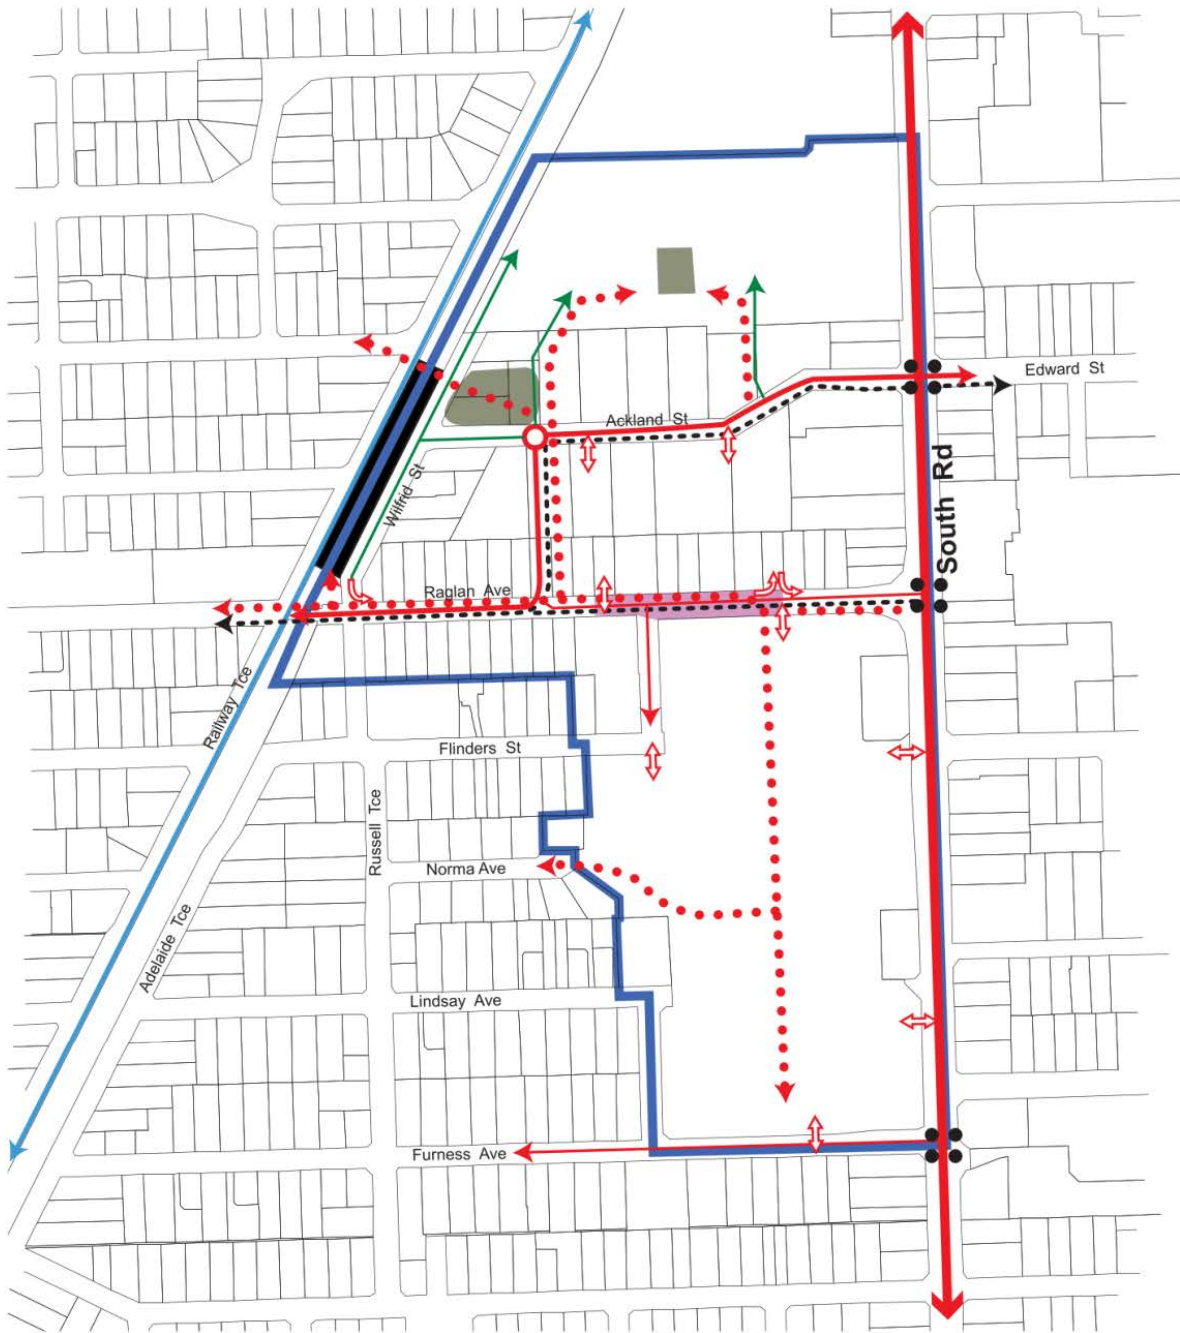 Edward St
Ackland St
South Rd
Wilfrid St
Raglan Ave
Railway Tce
Flinders St
Russell Tce
Norma Ave
Adelaide Tce
Lindsay Ave
Furness Ave